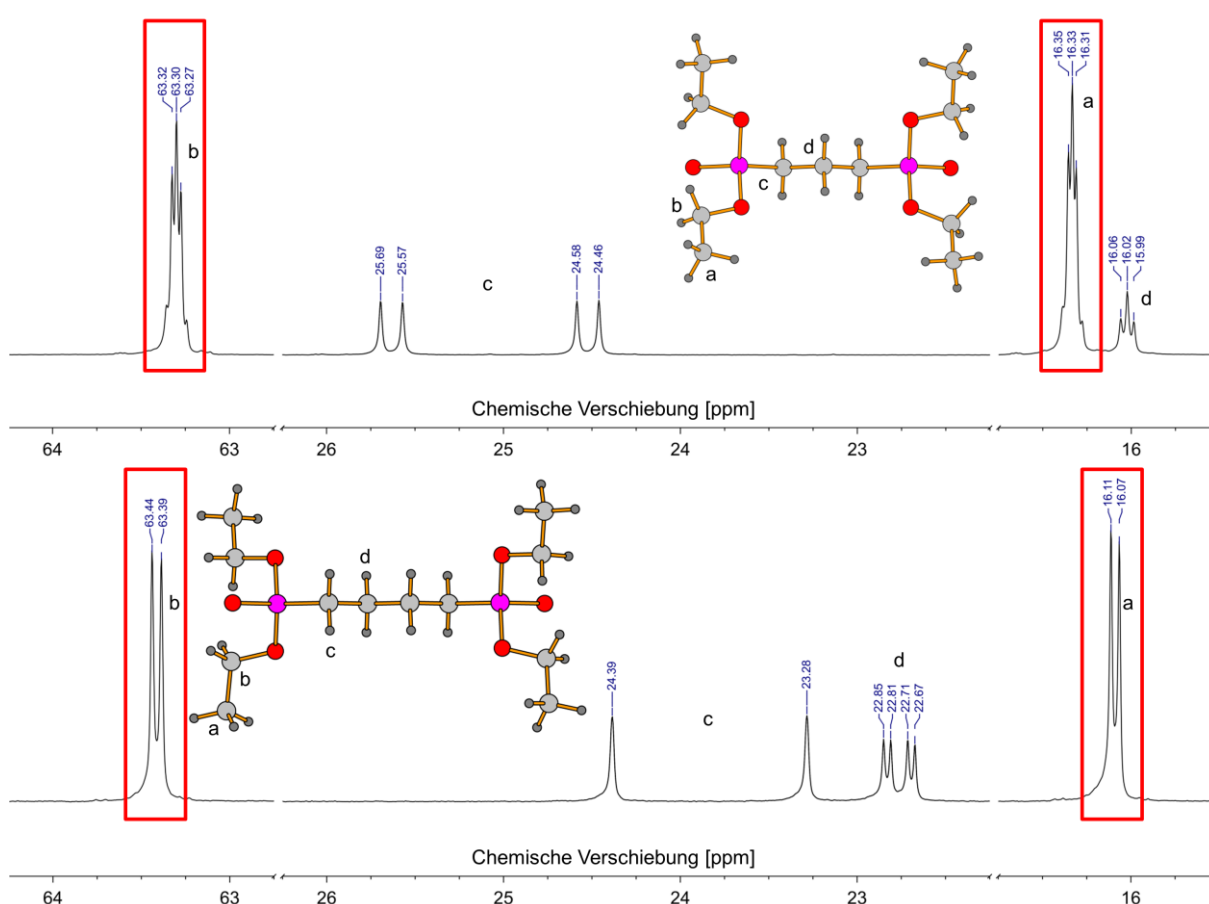 63.32
63.30
63.27
b
25.69
25.57
c
24.58
24.46
d
c
b
a
16.35
16.33
16.31
a
16.06
16.02
15.99
d
Chemische Verschiebung [ppm]
64 63 26 25 24 23 16
63.44
63.39
b
d
c
b
a
24.39
c
23.28
d
22.85
22.81
22.71
22.67
16.11
16.07
a
Chemische Verschiebung [ppm]
64 63 26 25 24 23 16